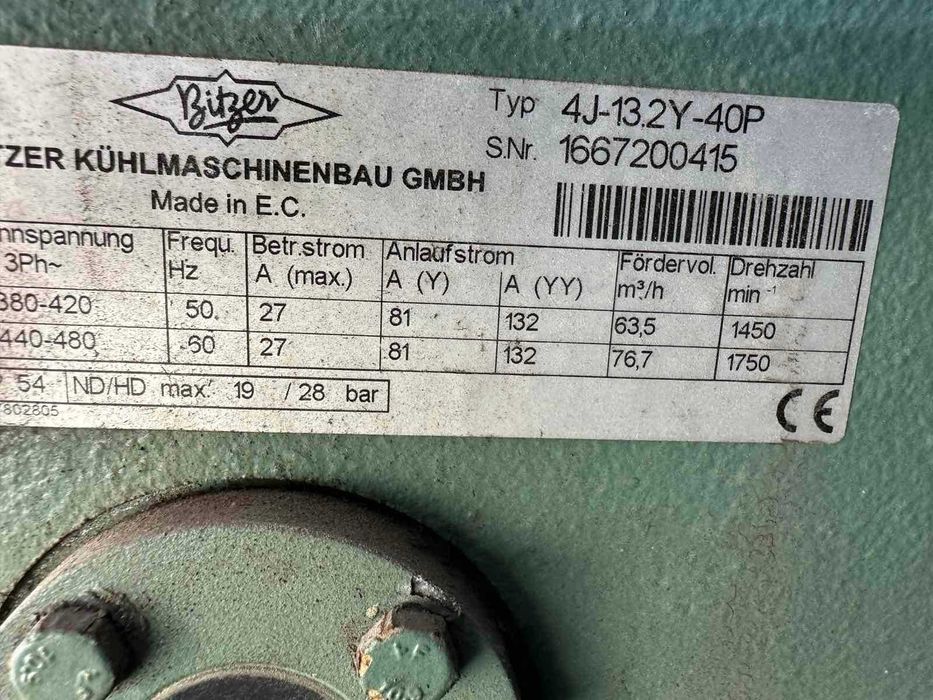 Bitzer
Typ 4J-13.2Y-40P
S.Nr. 1667200415
TZER KÜHLMASCHINENBAU GMBH
Made in E.C.
nnspannung Frequ. Betr.strom Anlaufstrom Fördervol. Drehzahl
3Ph~ Hz A (max.) A (Y) A (YY) m³/h min -1
380-420 50. 27 81 132 63,5 1450
440-480 60 27 81 132 76,7 1750
54 ND/HD max. 19 / 28 bar
802805
CE